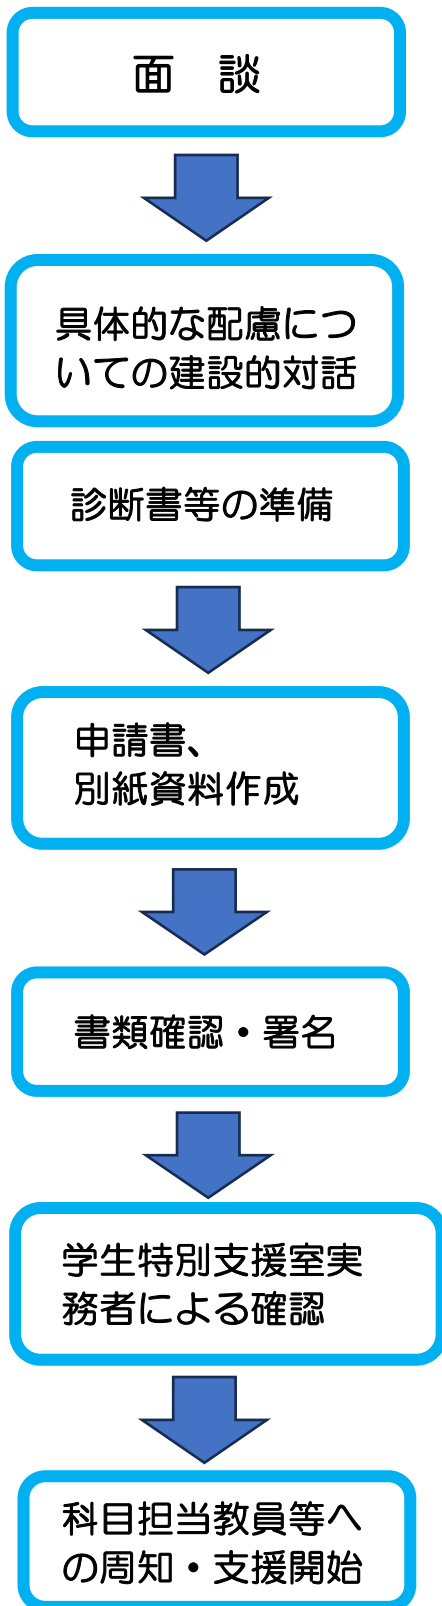 面　談
具体的な配慮につ
いての建設的対話
診断書等の準備
申請書、
別紙資料作成
書類確認・署名
学生特別支援室実
務者による確認
科目担当教員等へ
の周知・支援開始